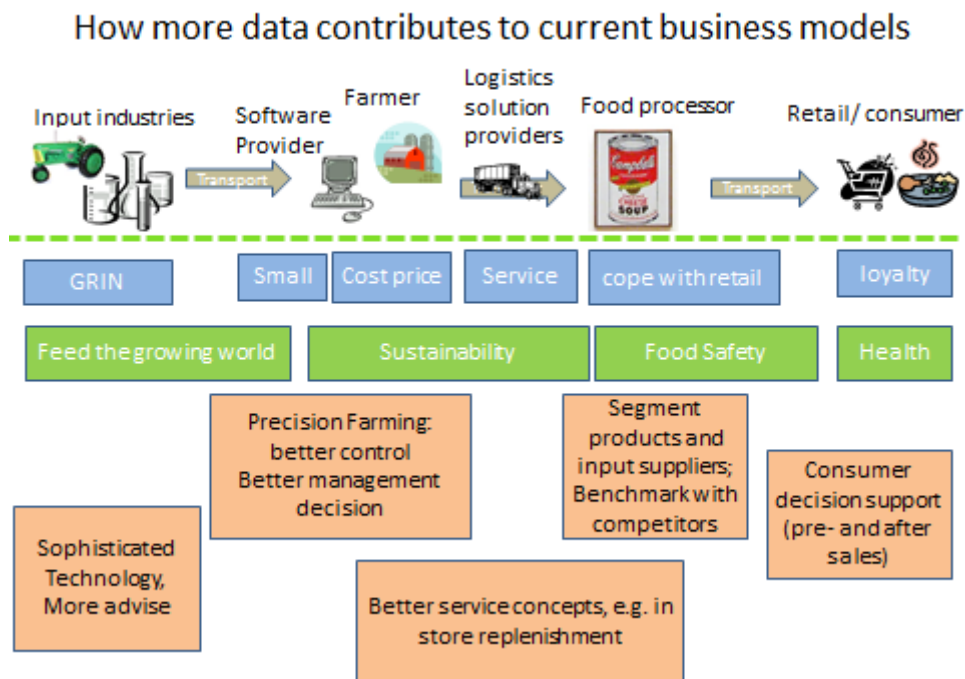 How more data contributes to current business models
Input industries
Software
Provider
Farmer
Logistics
solution
providers
Food processor
Retail/ consumer
Transport
Campbell's
SOUP
Transport
GRIN
Small
Cost price
Service
cope with retail
loyalty
Feed the growing world
Sustainability
Food Safety
Health
Precision Farming:
better control
Better management
decision
Segment
products and
input suppliers;
Benchmark with
competitors
Consumer
decision support
(pre- and after
sales)
Sophisticated
Technology,
More advise
Better service concepts, e.g. in
store replenishment